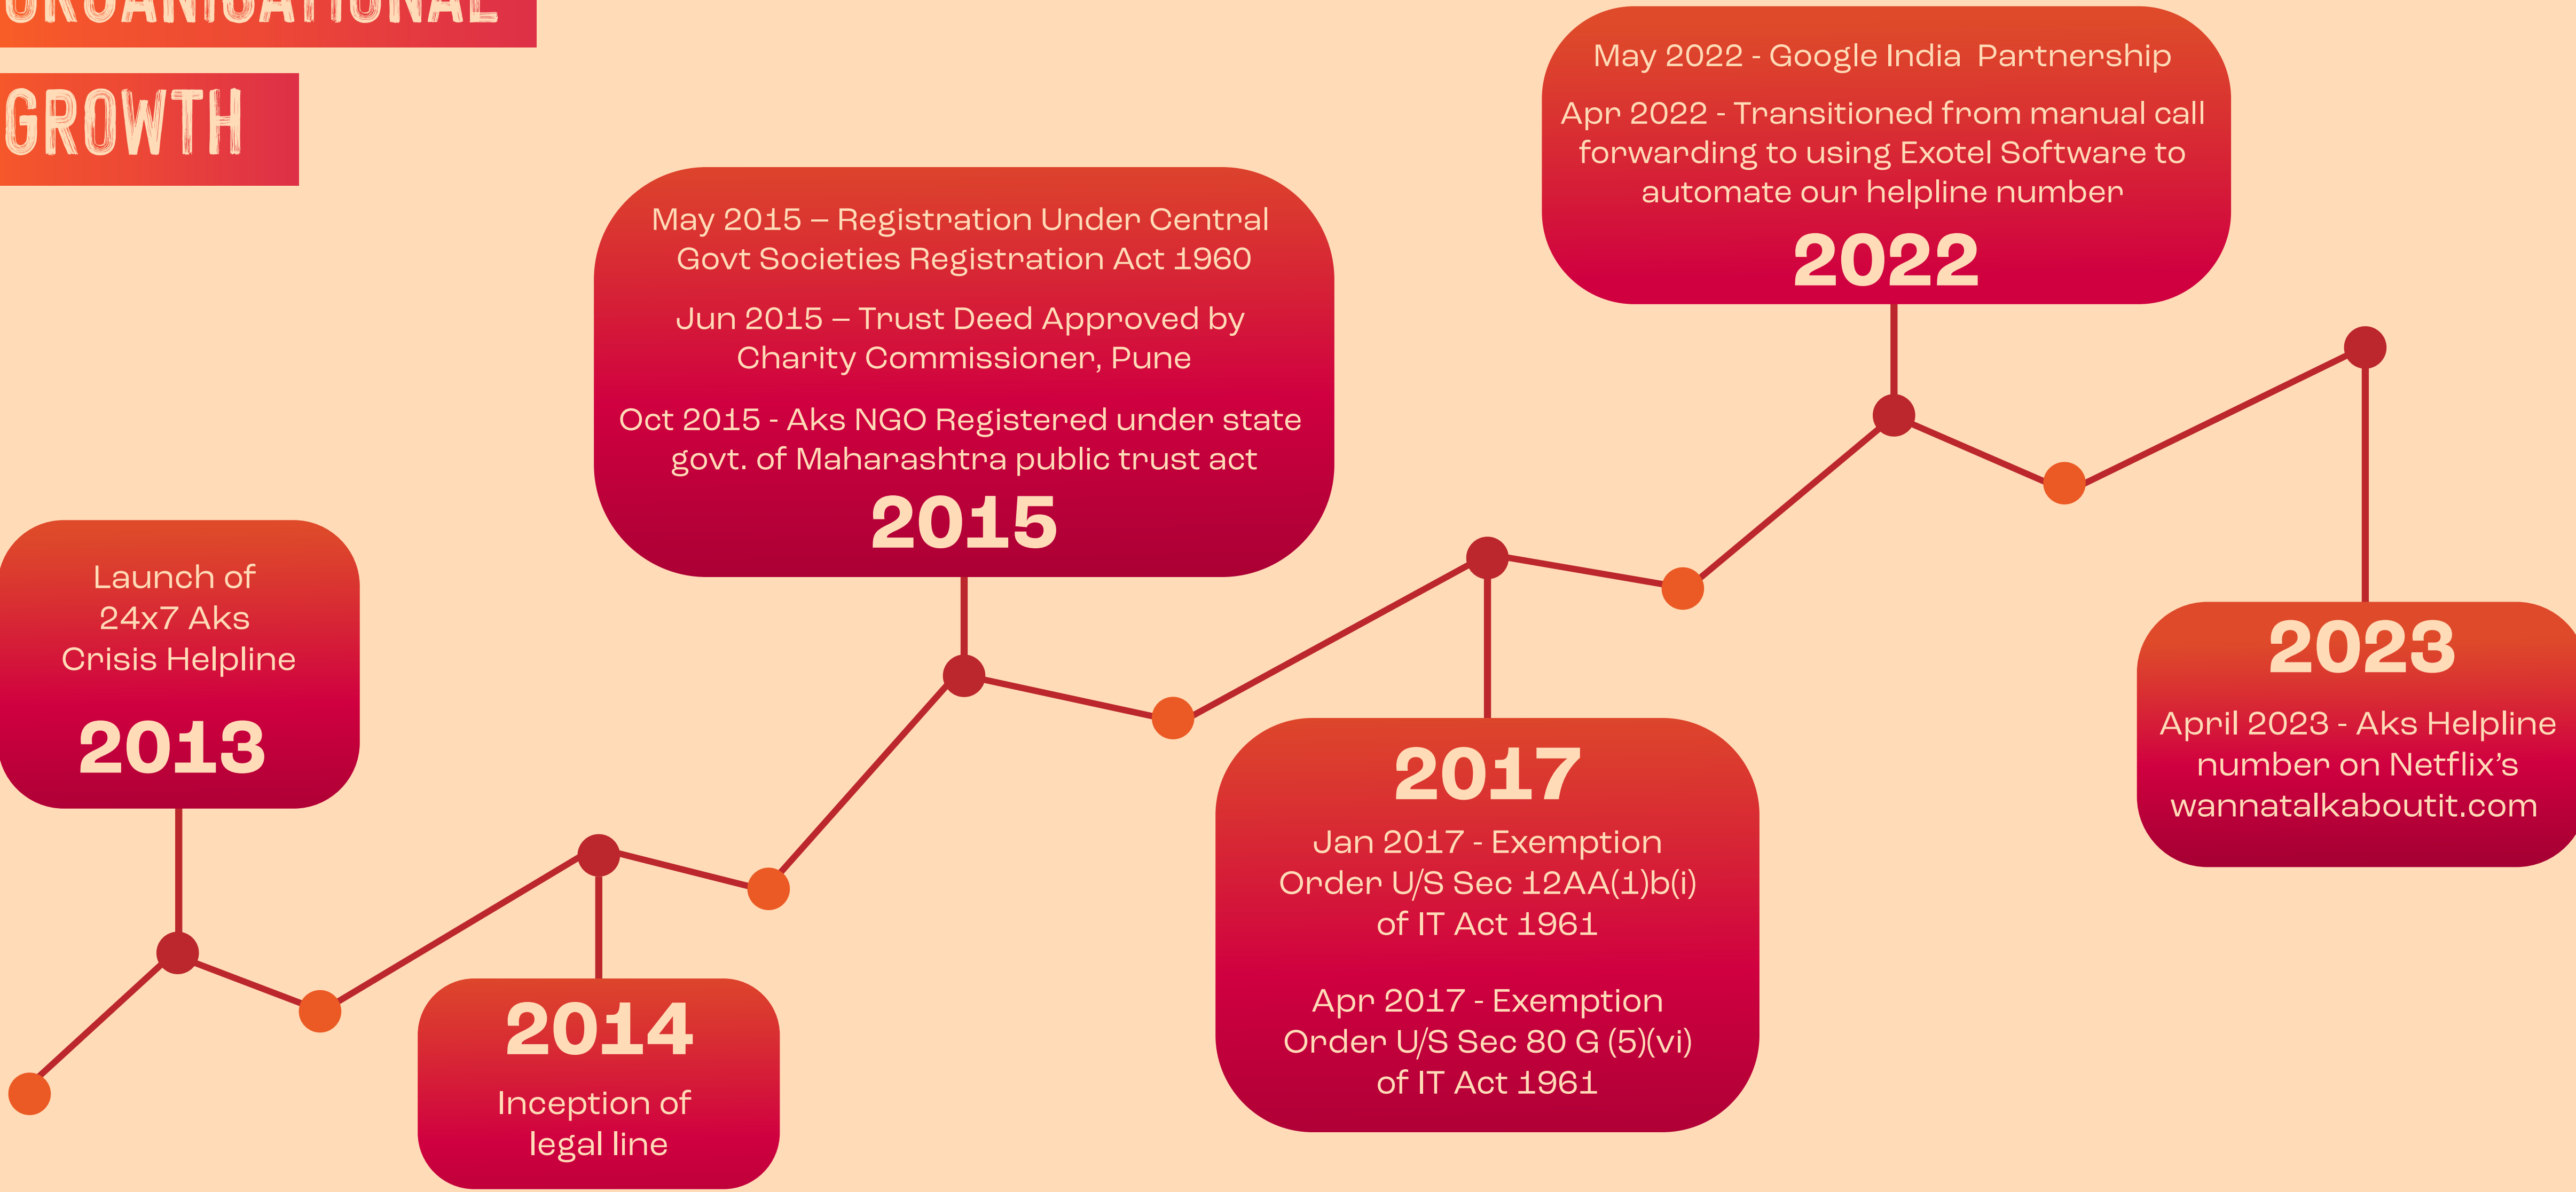 ORGANISATIONAL
GROWTH
Launch of
24x7 Aks
Crisis Helpline
2013
2014
Inception of
legal line
May 2015 – Registration Under Central
Govt Societies Registration Act 1960
Jun 2015 – Trust Deed Approved by
Charity Commissioner, Pune
Oct 2015 - Aks NGO Registered under state
govt. of Maharashtra public trust act
2015
2017
Jan 2017 - Exemption
Order U/S Sec 12AA(1)b(i)
of IT Act 1961
Apr 2017 - Exemption
Order U/S Sec 80 G (5)(vi)
of IT Act 1961
May 2022 - Google India Partnership
Apr 2022 - Transitioned from manual call
forwarding to using Exotel Software to
automate our helpline number
2022
2023
April 2023 - Aks Helpline
number on Netflix’s
wannatalkaboutit.com